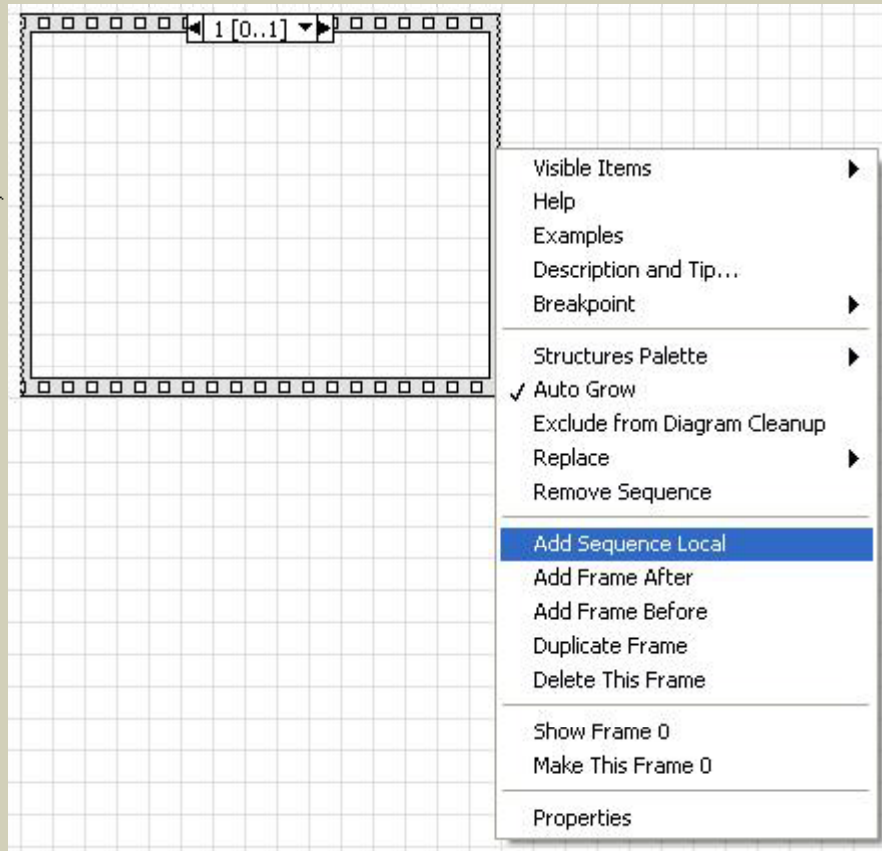 1 [0..1]
Visible Items
Help
Examples
Description and Tip...
Breakpoint
Structures Palette
Auto Grow
Exclude from Diagram Cleanup
Replace
Remove Sequence
Add Sequence Local
Add Frame After
Add Frame Before
Duplicate Frame
Delete This Frame
Show Frame 0
Make This Frame 0
Properties